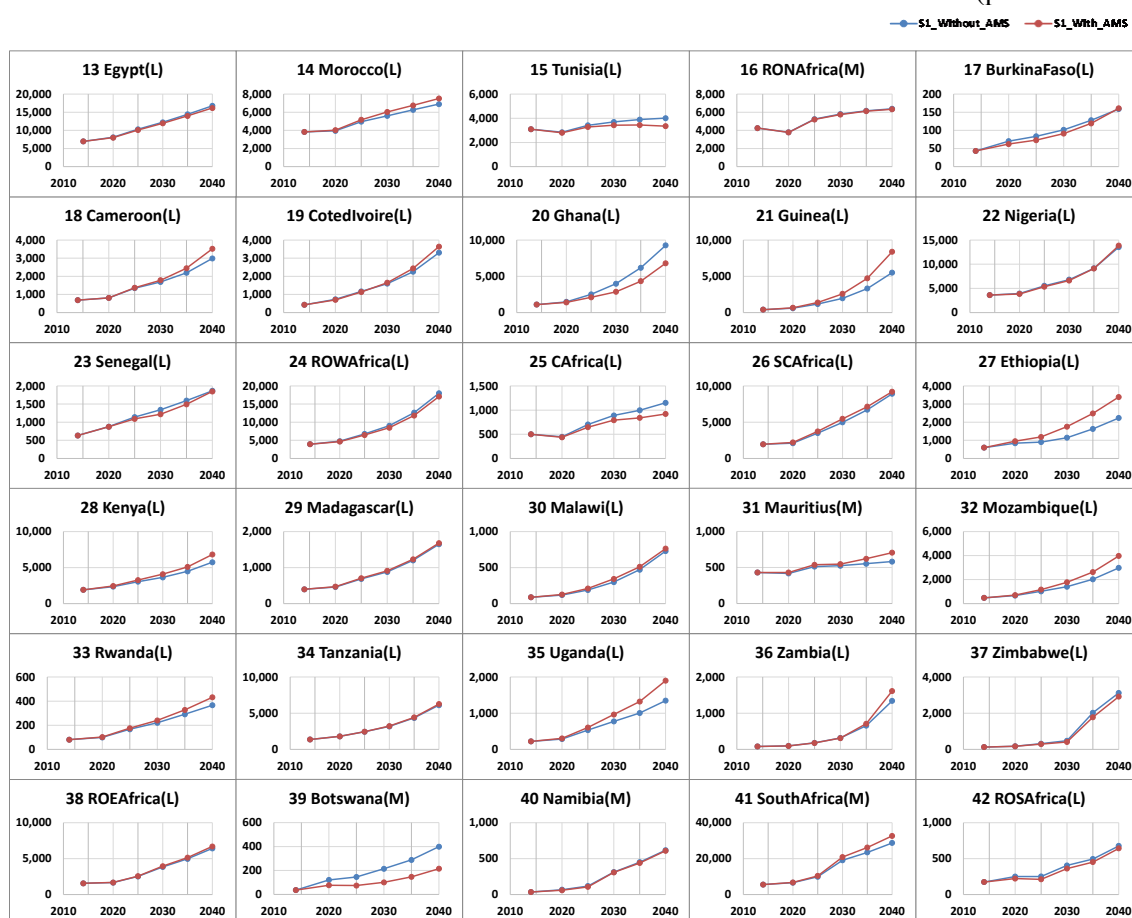 (p
S1_Without_AIMS S1_With_AIMS
13 Egypt(L) 14 Morocco(L) 15 Tunisia(L) 16 RONAfrica(M) 17 BurkinaFaso(L)
20,000 8,000 6,000 8,000 200
15,000 6,000 4,000 6,000 150
10,000 4,000 2,000 4,000 100
5,000 2,000 0 2,000 50
0 0 0 0
2010 2020 2030 2040 2010 2020 2030 2040 2010 2020 2030 2040 2010 2020 2030 2040 2010 2020 2030 2040
18 Cameroon(L) 19 CotedIvoire(L) 20 Ghana(L) 21 Guinea(L) 22 Nigeria(L)
4,000 4,000 10,000 10,000 15,000
3,000 3,000 5,000 5,000 10,000
2,000 2,000 0 0 5,000
1,000 1,000 0
0 0
2010 2020 2030 2040 2010 2020 2030 2040 2010 2020 2030 2040 2010 2020 2030 2040 2010 2020 2030 2040
23 Senegal(L) 24 ROWAfrica(L) 25 CAfrica(L) 26 SCAfrica(L) 27 Ethiopia(L)
2,000 20,000 1,500 10,000 4,000
1,500 15,000 1,000 5,000 3,000
1,000 10,000 500 0 2,000
500 5,000 0 1,000
0 0 0
2010 2020 2030 2040 2010 2020 2030 2040 2010 2020 2030 2040 2010 2020 2030 2040 2010 2020 2030 2040
28 Kenya(L) 29 Madagascar(L) 30 Malawi(L) 31 Mauritius(M) 32 Mozambique(L)
10,000 2,000 1,000 1,000 6,000
5,000 1,000 500 500 4,000
0 0 0 0 2,000
0
2010 2020 2030 2040 2010 2020 2030 2040 2010 2020 2030 2040 2010 2020 2030 2040 2010 2020 2030 2040
33 Rwanda(L) 34 Tanzania(L) 35 Uganda(L) 36 Zambia(L) 37 Zimbabwe(L)
600 10,000 2,000 2,000 4,000
400 5,000 1,000 1,000 2,000
200 0 0 0 0
0
2010 2020 2030 2040 2010 2020 2030 2040 2010 2020 2030 2040 2010 2020 2030 2040 2010 2020 2030 2040
38 ROEAfrica(L) 39 Botswana(M) 40 Namibia(M) 41 SouthAfrica(M) 42 ROSAfrica(L)
10,000 600 1,000 40,000 1,000
5,000 400 500 20,000 500
0 200 0 0 0
0
2010 2020 2030 2040 2010 2020 2030 2040 2010 2020 2030 2040 2010 2020 2030 2040 2010 2020 2030 2040